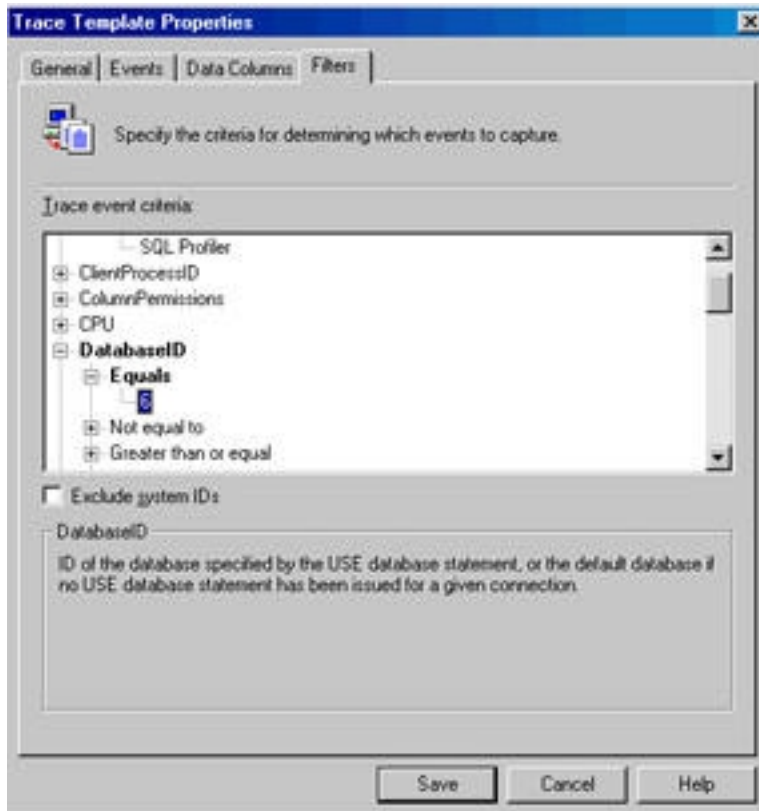 Trace Template Properties
General Events Data Columns Filters
Specify the criteria for determining which events to capture.
Trace event criteria:
SQL Profiler
ClientProcessID
ColumnPermissions
CPU
DatabaseID
Equals
6
Not equal to
Greater than or equal
Exclude system IDs
DatabaseID
ID of the database specified by the USE database statement, or the default database if
no USE database statement has been issued for a given connection.
Save Cancel Help